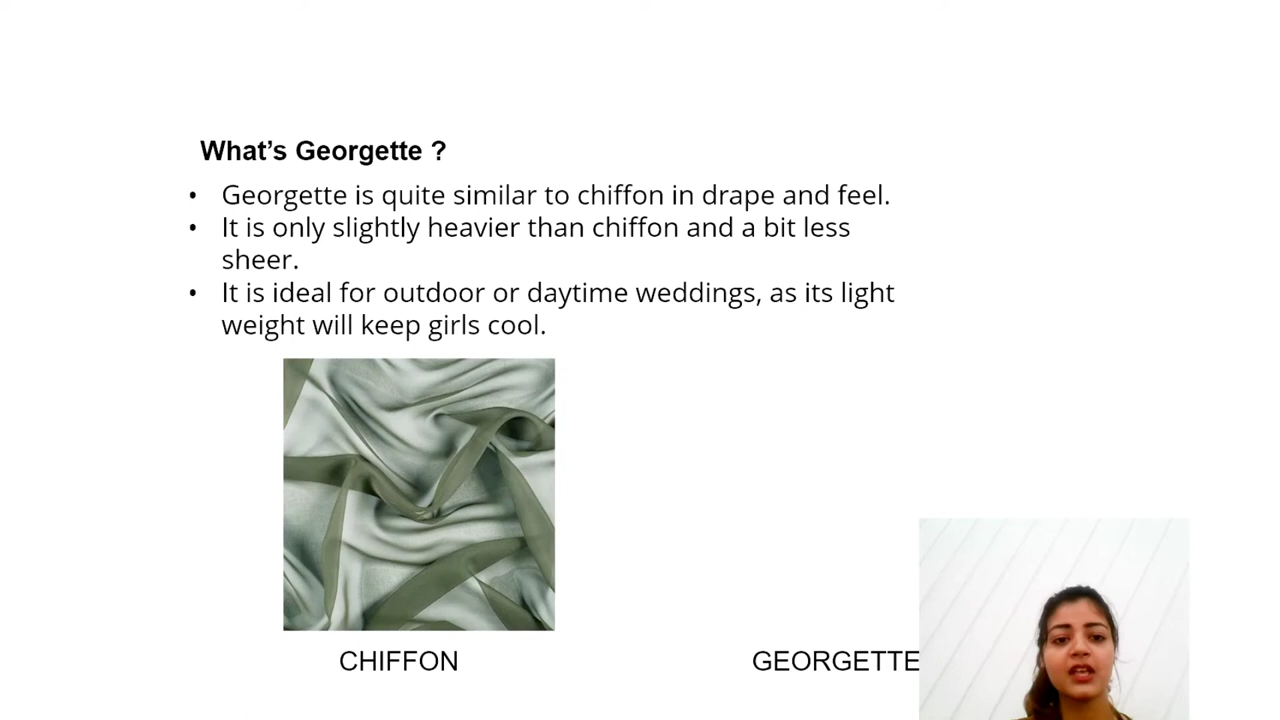 What’s Georgette ?
• Georgette is quite similar to chiffon in drape and feel.
• It is only slightly heavier than chiffon and a bit less
sheer.
• It is ideal for outdoor or daytime weddings, as its light
weight will keep girls cool.
CHIFFON
GEORGETTE